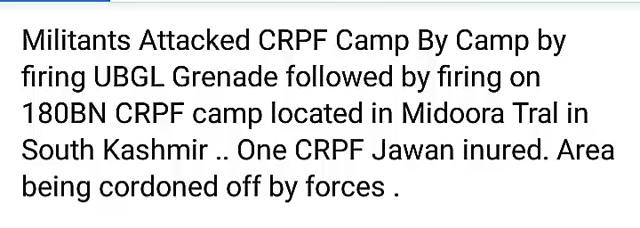 Militants Attacked CRPF Camp By Camp by
firing UBGL Grenade followed by firing on
180BN CRPF camp located in Midoora Tral in
South Kashmir .. One CRPF Jawan inured. Area
being cordoned off by forces .